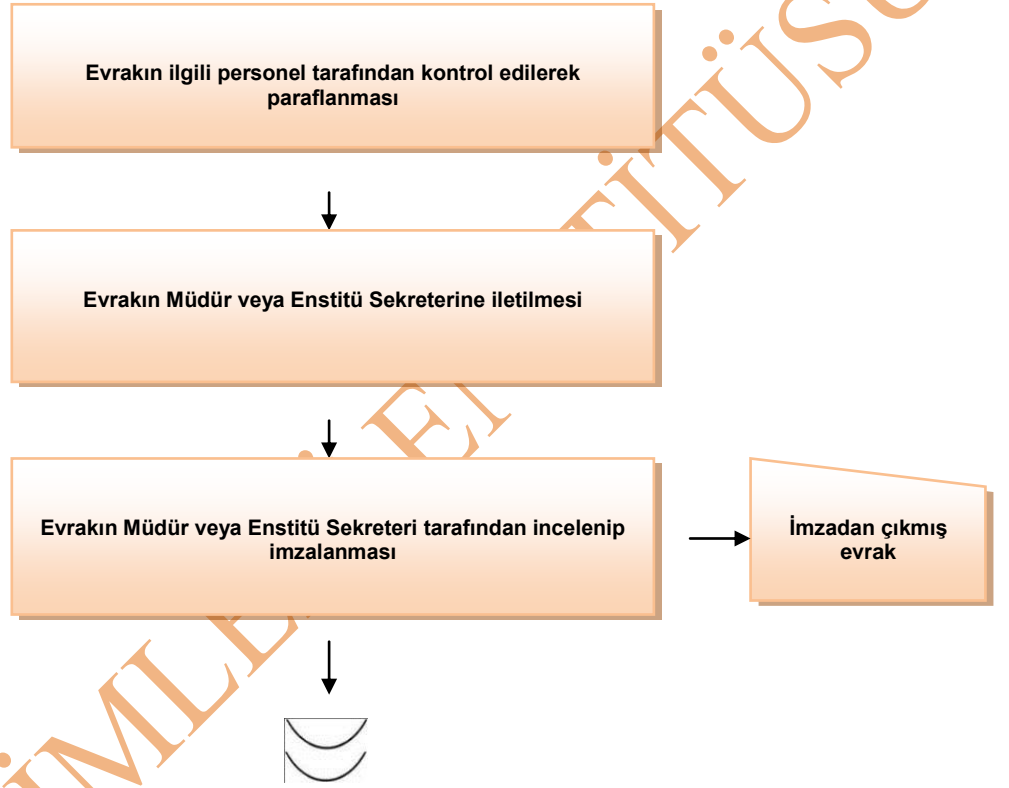 Evrakın ilgili personel tarafından kontrol edilerek
paraflanması
Evrakın Müdür veya Enstitü Sekreterine iletilmesi
Evrakın Müdür veya Enstitü Sekreteri tarafından incelenip
imzalanması
İmzadan çıkmış
evrak